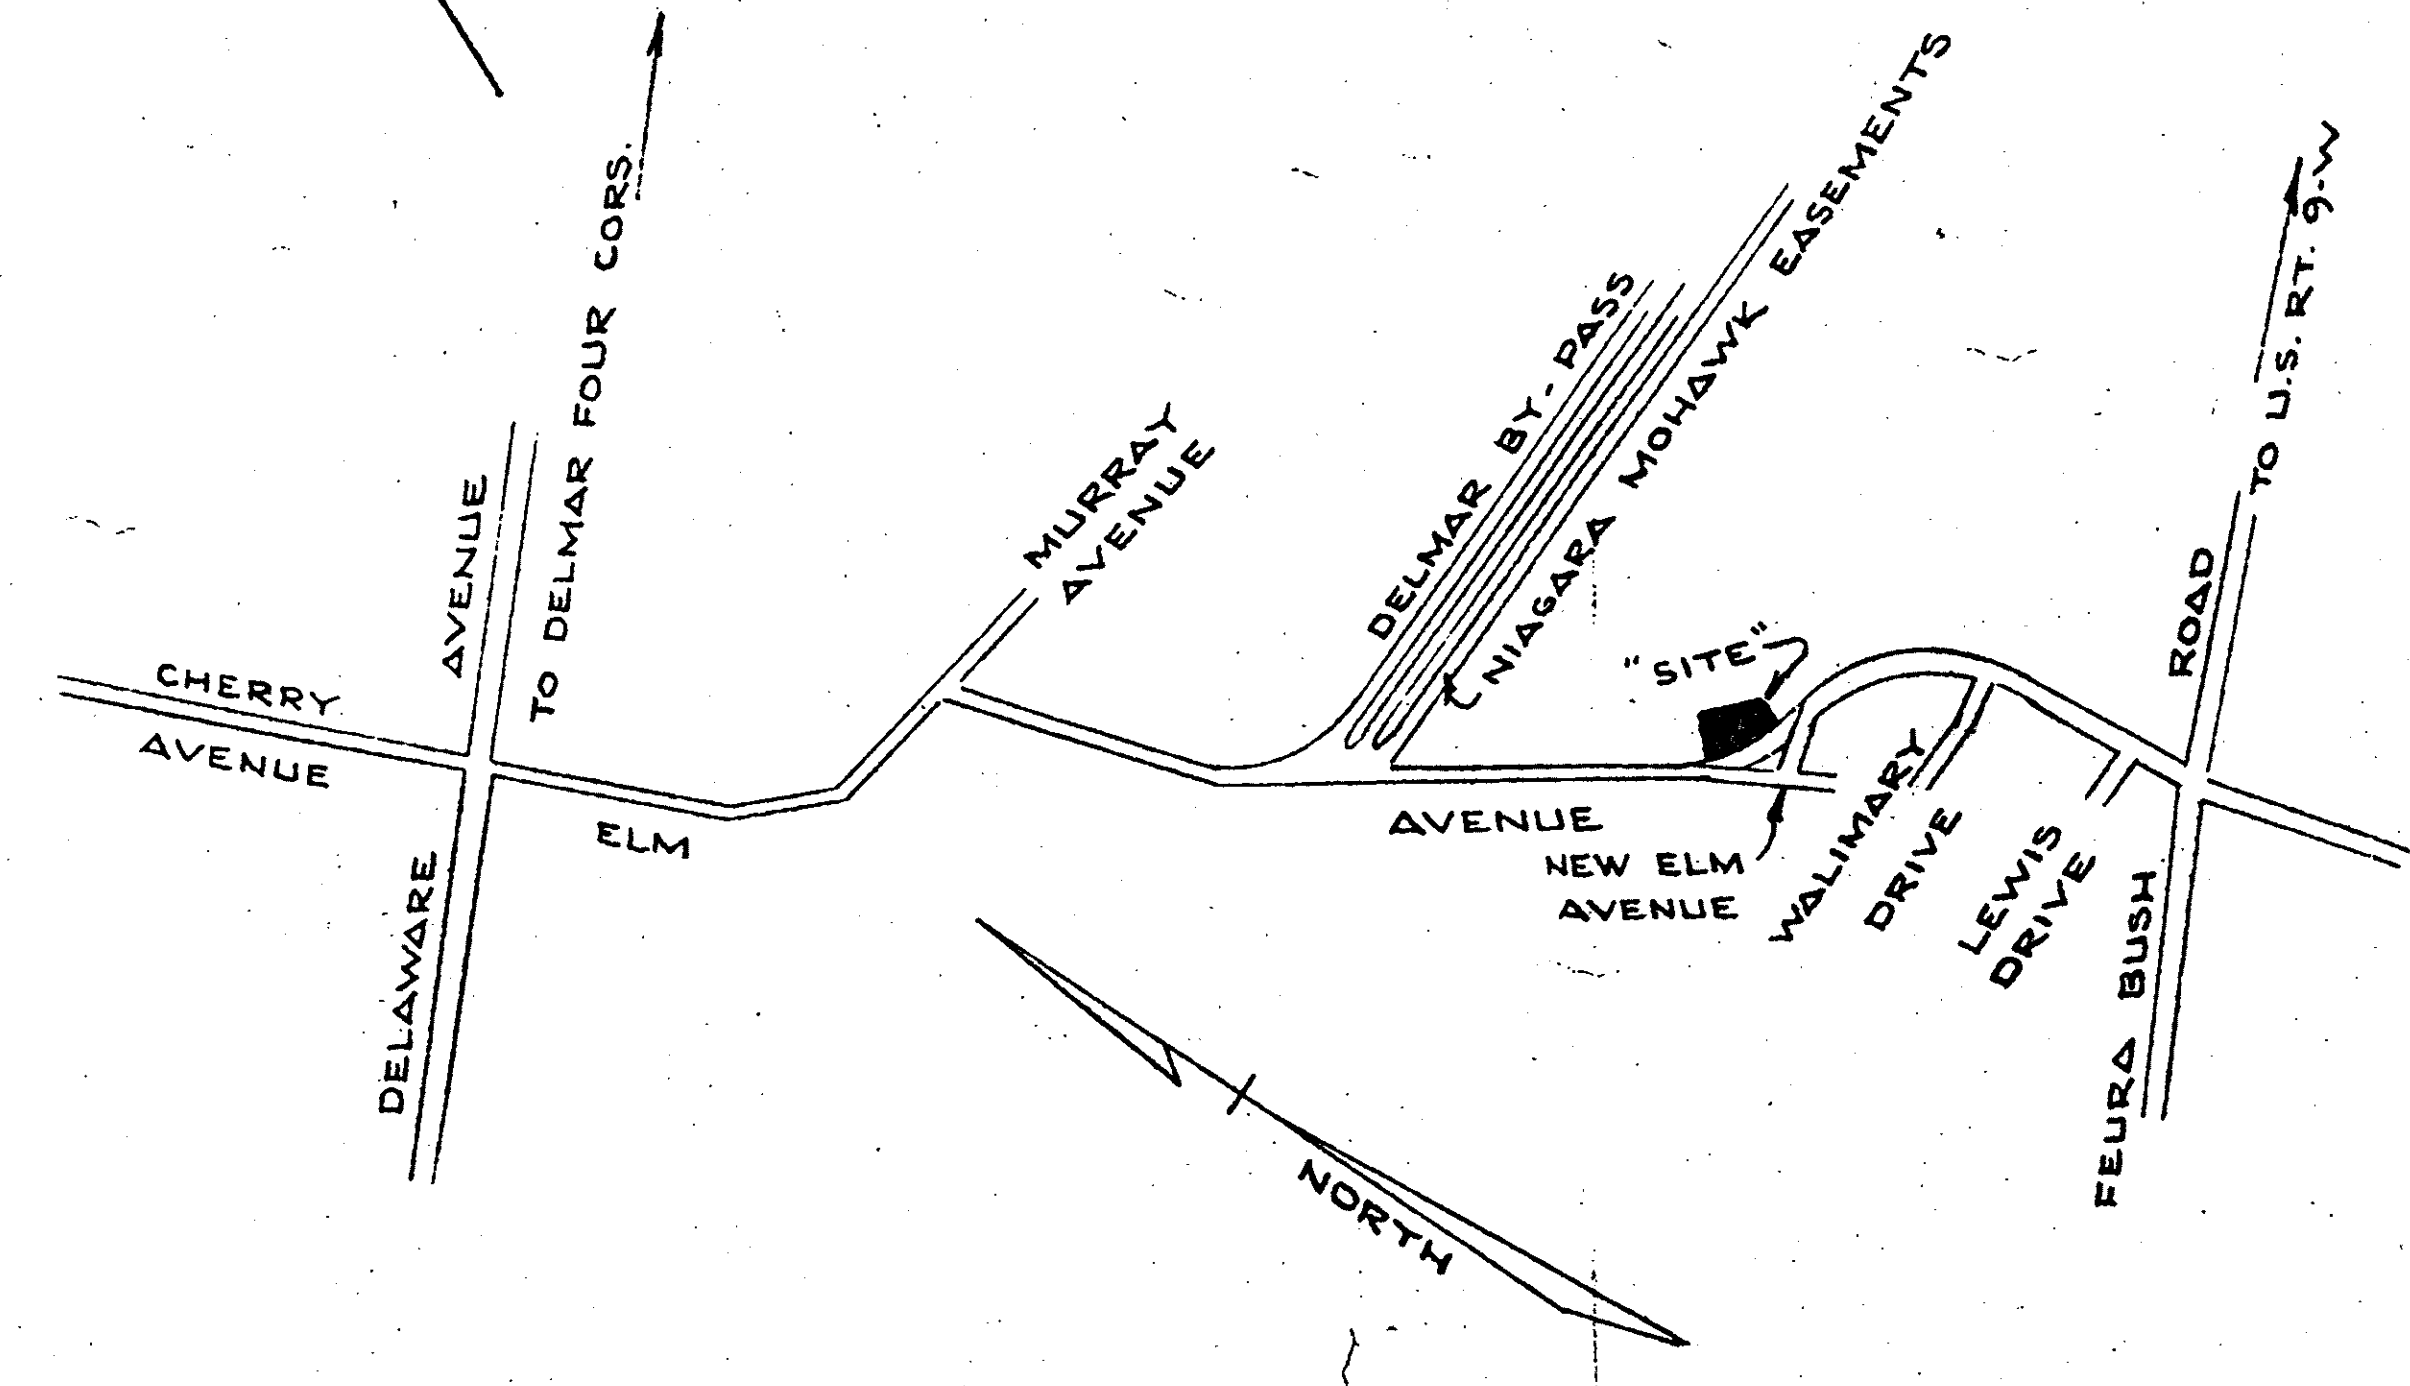 CHERRY
AVENUE
DELAWARE AVENUE
TO DELMAR FOUR CORS.
ELM AVENUE
MURRAY
AVENUE
DELMAR BY-PASS
NIAGARA MOHAWK EASEMENTS
"SITE"
NEW ELM
AVENUE
WALIMARY
DRIVE
LEWIS
DRIVE
FEURA BUSH ROAD
TO U.S. RT. 9-W
NORTH